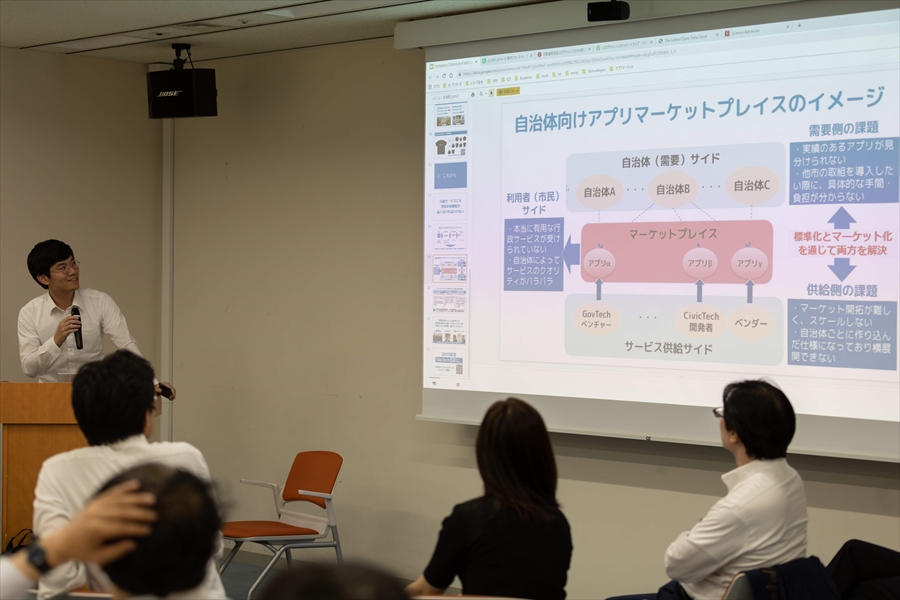 BOSE
自治体向けアプリマーケットプレイスのイメージ
自治体（需要）サイド
自治体A
・・・
自治体B
・・・
自治体C
利用者（市民）
サイド
・本当に有用な行
政サービスが受け
られていない
・自治体によって
サービスのクオリ
ティがバラバラ
マーケットプレイス
アプリα
アプリβ
アプリγ
GovTech
ベンチャー
・・・
CivicTech
開発者
ベンダー
サービス供給サイド
需要側の課題
・実績のあるアプリが見
分けられない
・他市の取組を導入した
い際に、具体的な手間・
負担が分からない
標準化とマーケット化
を通じて両方を解決
供給側の課題
・マーケット開拓が難し
く、スケールしない
・自治体ごとに作り込ん
だ仕様になっており横展
開できない